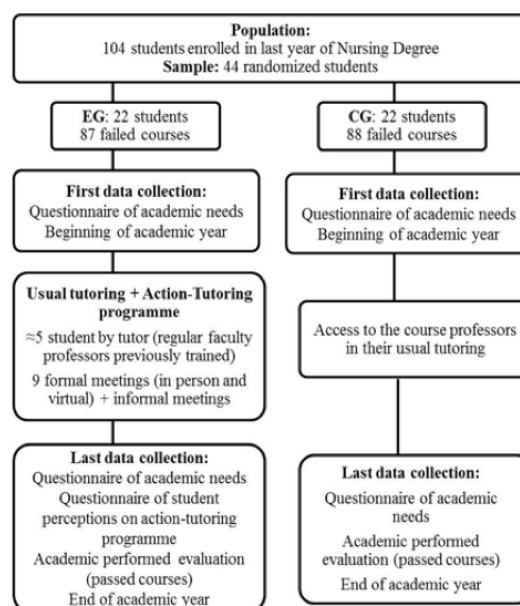 Population:
104 students enrolled in last year of Nursing Degree
Sample: 44 randomized students
EG: 22 students
87 failed courses
CG: 22 students
88 failed courses
First data collection:
Questionnaire of academic needs
Beginning of academic year
First data collection:
Questionnaire of academic needs
Beginning of academic year
Usual tutoring + Action-Tutoring
programme
≈5 student by tutor (regular faculty
professors previously trained)
9 formal meetings (in person and
virtual) + informal meetings
Access to the course professors
in their usual tutoring
Last data collection:
Questionnaire of academic needs
Questionnaire of student
perceptions on action-tutoring
programme
Academic performed evaluation
(passed courses)
End of academic year
Last data collection:
Questionnaire of academic
needs
Academic performed
evaluation (passed courses)
End of academic year